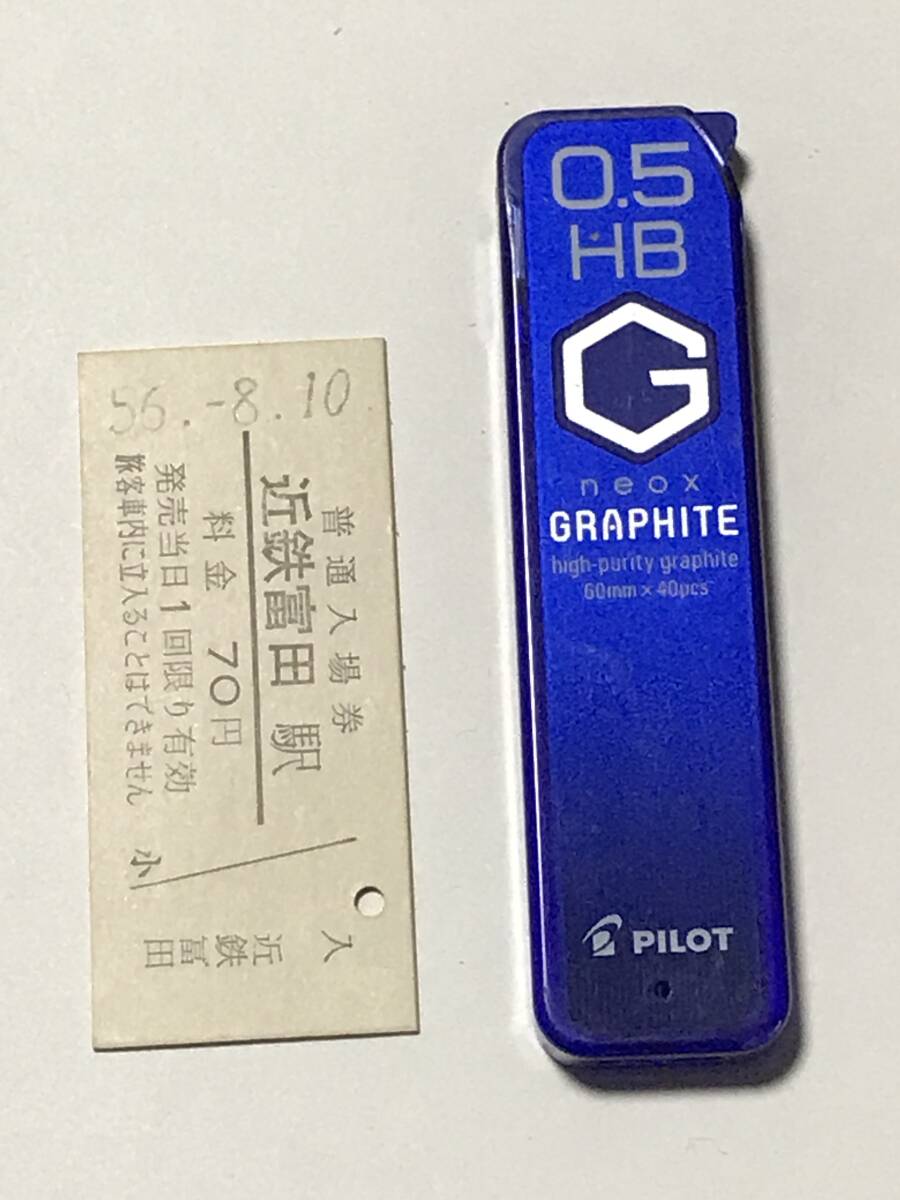 56.-8.10
普通入場券
近鉄富田駅
料金 70円
発売当日1回限り有効
旅客車内に立入ることはできません
小
入
近鉄富田
0.5
HB
G
neox
GRAPHITE
high-purity graphite
60mm×40pcs
PILOT